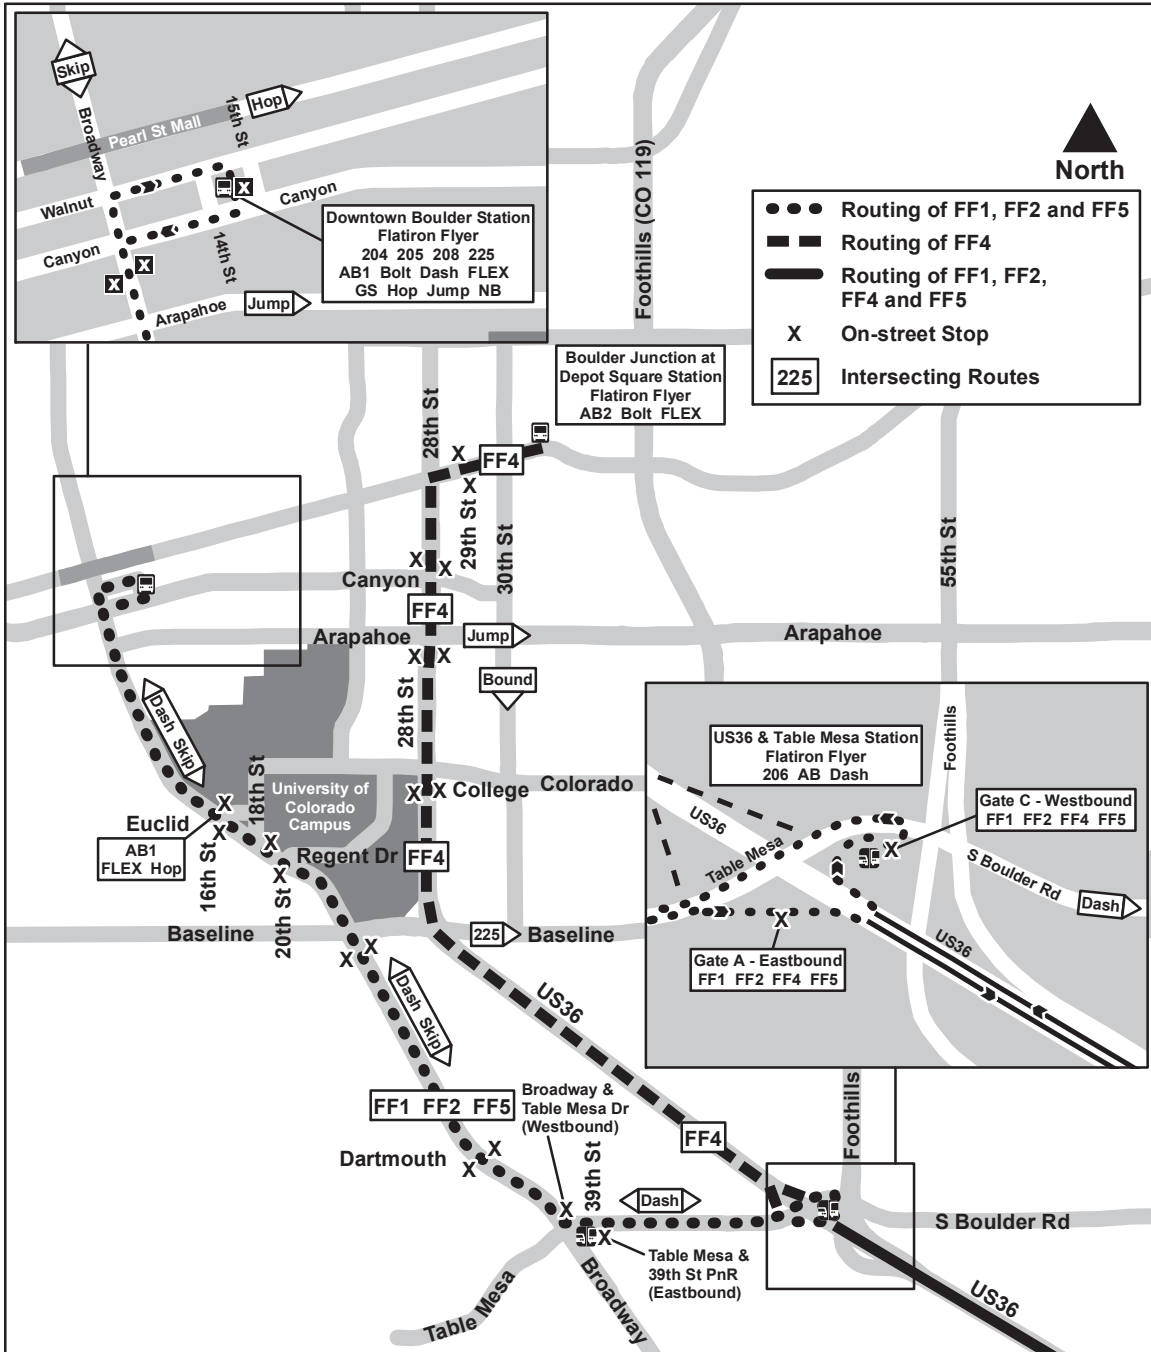 Skip
Broadway
Pearl St Mall
Hop
15th St
Walnut
Canyon
Canyon
14th St
X
X
X
Arapahoe
Jump
Downtown Boulder Station
Flatiron Flyer
204 205 208 225
AB1 Bolt Dash FLEX
GS Hop Jump NB
Foothills (CO 119)
North
Routing of FF1, FF2 and FF5
Routing of FF4
Routing of FF1, FF2,
FF4 and FF5
X On-street Stop
225 Intersecting Routes
Boulder Junction at
Depot Square Station
Flatiron Flyer
AB2 Bolt FLEX
28th St
X
FF4
X
29th St
30th St
55th St
X
X
Canyon
FF4
Arapahoe
Jump
Arapahoe
X X
Bound
28th St
Dash Skip
18th St
University of
Colorado
Campus
X X
College
Colorado
Euclid
X
X
AB1
FLEX Hop
16th St
X
X
Regent Dr
FF4
20th St
Baseline
225
Baseline
X
X
Dash Skip
US36
US36 & Table Mesa Station
Flatiron Flyer
206 AB Dash
Foothills
US36
Table Mesa
Gate C - Westbound
FF1 FF2 FF4 FF5
X
S Boulder Rd
Dash
X
Gate A - Eastbound
FF1 FF2 FF4 FF5
US36
FF1 FF2 FF5
Broadway &
Table Mesa Dr
(Westbound)
FF4
Foothills
Dartmouth
X
X
39th St
X
Dash
S Boulder Rd
X
Table Mesa &
39th St PnR
(Eastbound)
Table Mesa
Broadway
US36